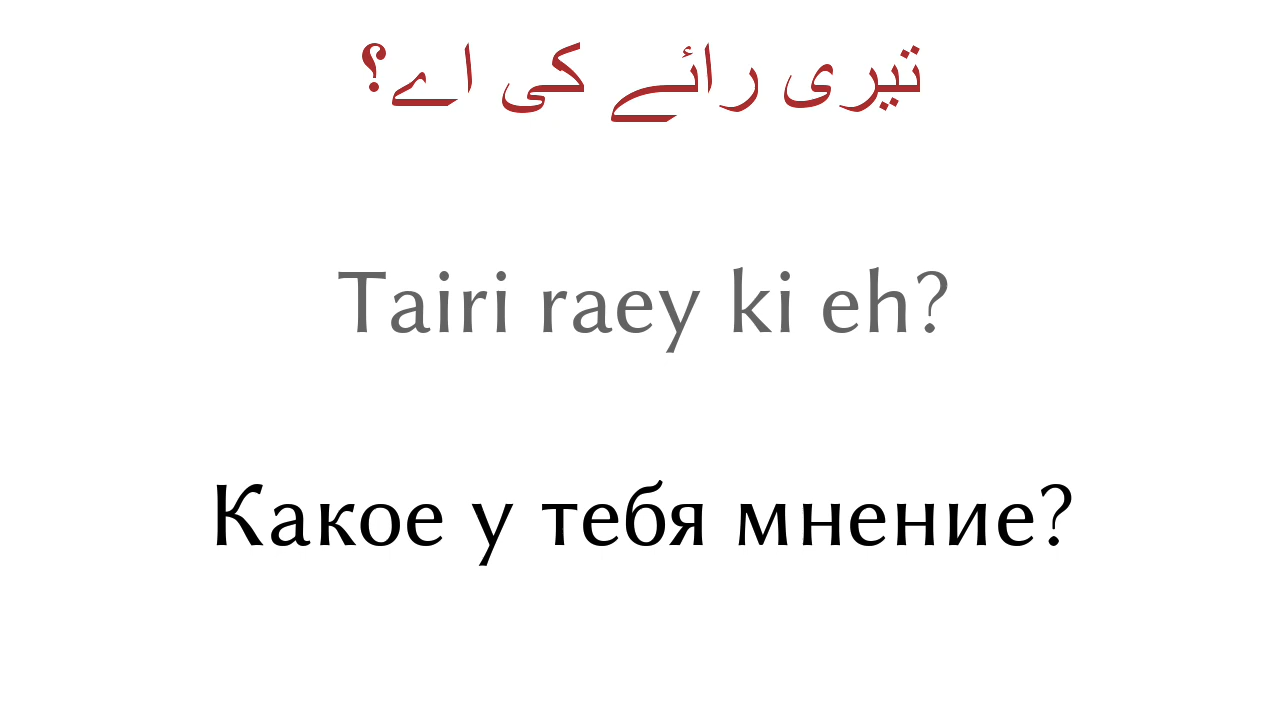 تیری رائے کی اے؟
Tairi raey ki eh?
Какое у тебя мнение?